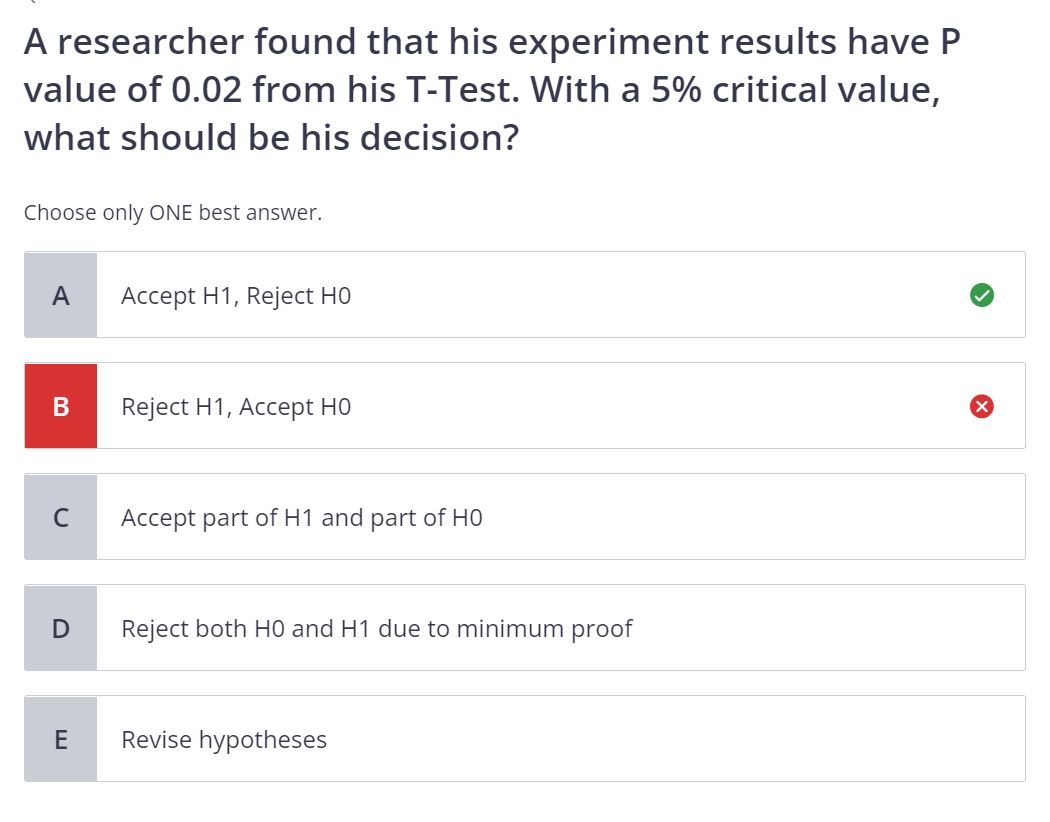 A researcher found that his experiment results have P
value of 0.02 from his T-Test. With a 5% critical value,
what should be his decision?
Choose only ONE best answer.
A Accept H1, Reject H0
B Reject H1, Accept H0
C Accept part of H1 and part of H0
D Reject both H0 and H1 due to minimum proof
E Revise hypotheses